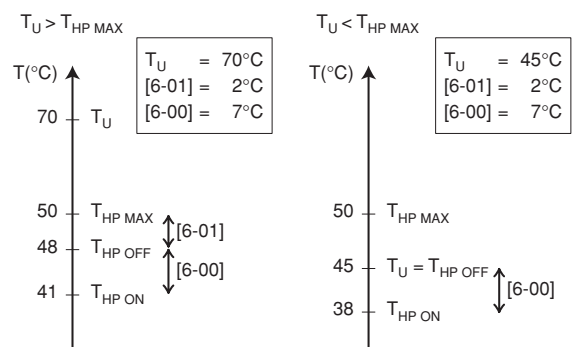 T_U > T_HP MAX
T_U = 70°C
[6-01] = 2°C
[6-00] = 7°C
T(°C)
70 T_U
50 T_HP MAX
[6-01]
48 T_HP OFF
[6-00]
41 T_HP ON
T_U < T_HP MAX
T_U = 45°C
[6-01] = 2°C
[6-00] = 7°C
T(°C)
50 T_HP MAX
45 T_U = T_HP OFF
[6-00]
38 T_HP ON